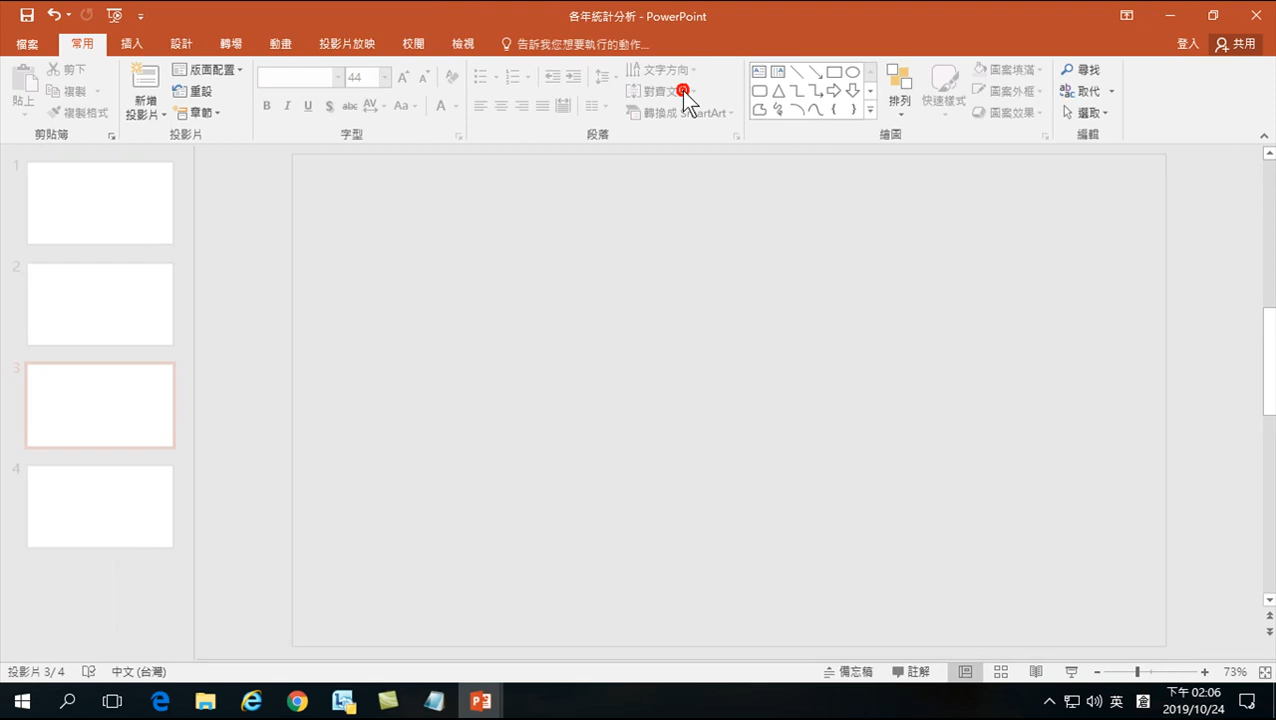 各年統計分析 - PowerPoint
檔案 常用 插入 設計 轉場 動畫 投影片放映 校閱 檢視 告訴我您想要執行的動作... 登入 共用
貼上 剪下 複製 複製格式 剪貼簿
新增投影片 版面配置 重設 章節 投影片
44
B I U S abc AV Aa A 字型
文字方向
對齊文
轉換成 SmartArt
段落
排列 快速樣式 圖案填滿 圖案外框 圖案效果 繪圖
尋找 取代 選取 編輯
1
2
3
4
投影片 3/4 中文 (台灣) 備忘稿 註解 73%
英 倉 下午 02:06
2019/10/24